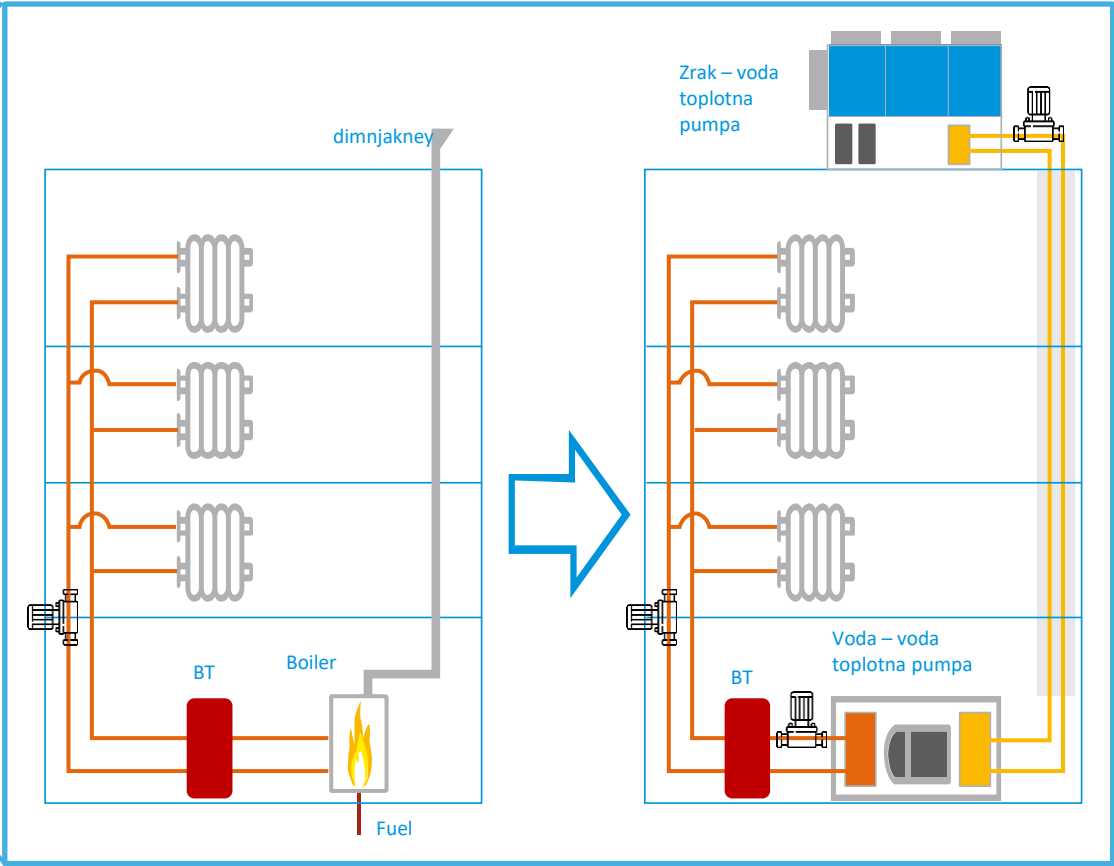 dimnjakney
BT
Boiler
Fuel
Zrak – voda
toplotna
pumpa
BT
Voda – voda
toplotna pumpa